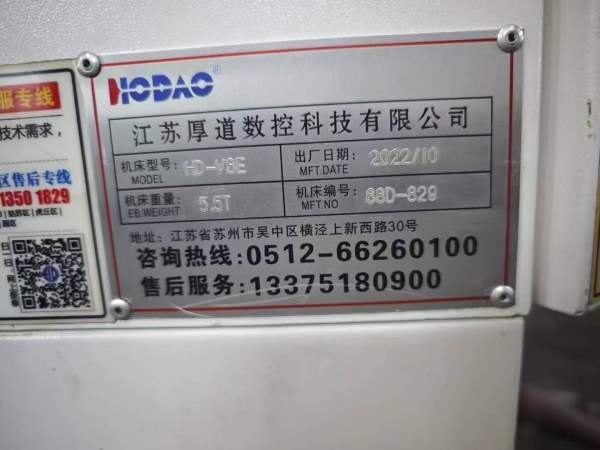 HODAO®
江苏厚道数控科技有限公司
机床型号: HD-V8E 出厂日期: 2022/10
MODEL MFT.DATE
机床重量: 5.5T 机床编号: 88D-829
EB.WEIGHT MFT.NO
地址: 江苏省苏州市吴中区横泾上新西路30号
咨询热线:0512-66260100
售后服务:13375180900
服专线
技术需求,
区售后专线
1350 1829